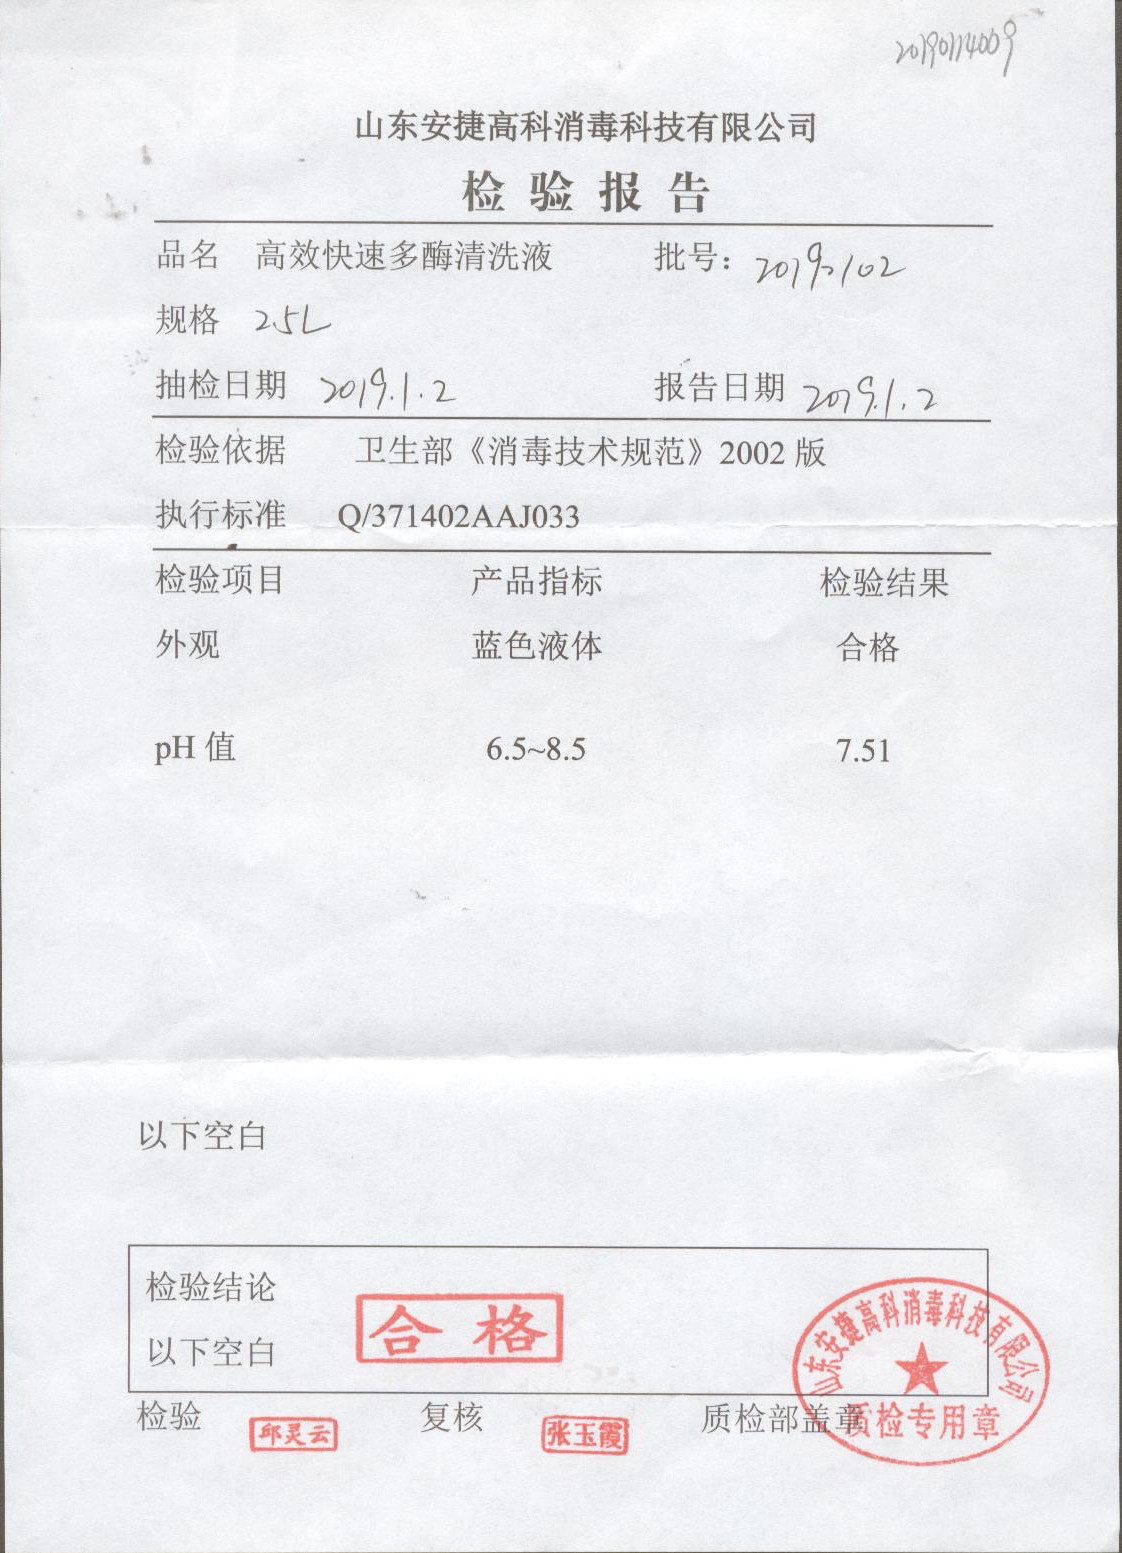 20190114009
山东安捷高科消毒科技有限公司
检验报告
品名 高效快速多酶清洗液 批号：20190102
规格 25L
抽检日期 2019.1.2 报告日期 2019.1.2
检验依据 卫生部《消毒技术规范》2002 版
执行标准 Q/371402AAJ033
检验项目 产品指标 检验结果
外观 蓝色液体 合格
pH 值 6.5~8.5 7.51
以下空白
检验结论
合格
以下空白
山东安捷高科消毒科技有限公司
检验 邱灵云 复核 张玉霞 质检部盖章
质检专用章